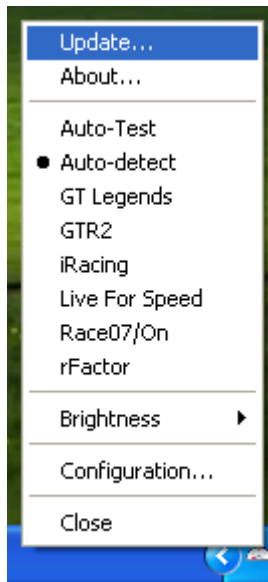 Update...
About...
Auto-Test
Auto-detect
GT Legends
GTR2
iRacing
Live For Speed
Race07/On
rFactor
Brightness
Configuration...
Close